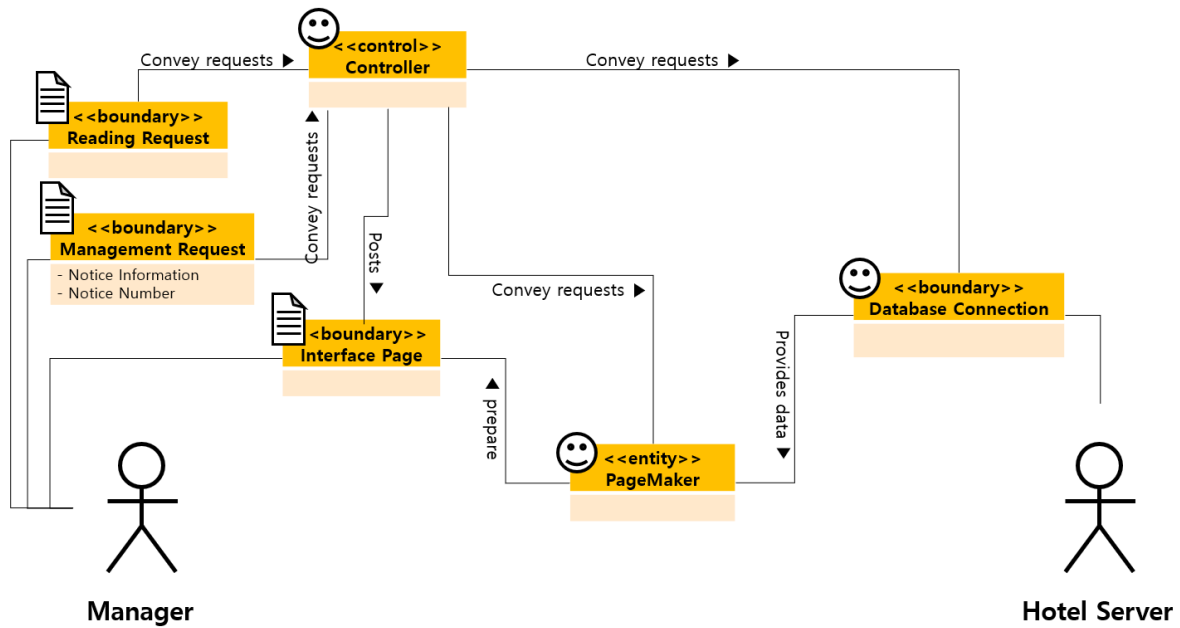 <<control>>
Controller
Convey requests ▶
Convey requests ▶
<<boundary>>
Reading Request
Convey requests ▶
<<boundary>>
Management Request
- Notice Information
- Notice Number
Posts ▶
Convey requests ▶
<<boundary>>
Database Connection
<boundary>>
Interface Page
Provides data ▶
prepare ▶
<<entity>>
PageMaker
Manager
Hotel Server